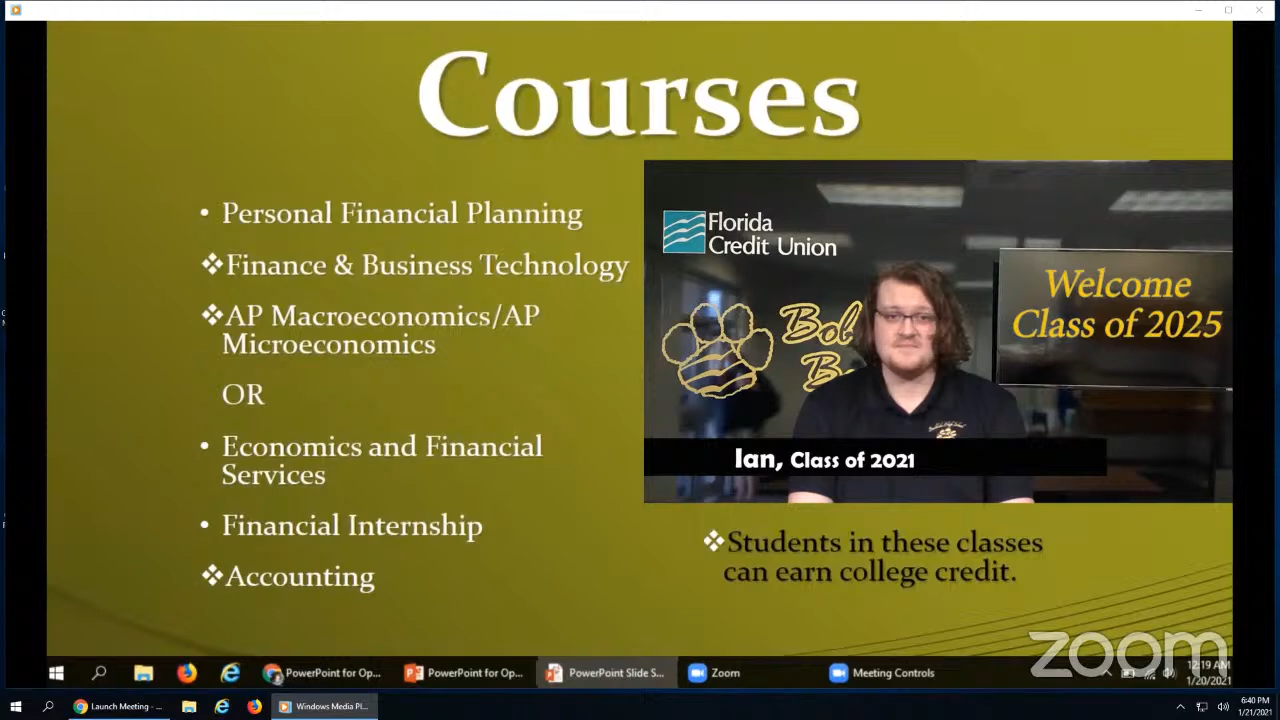 Courses
• Personal Financial Planning
❖Finance & Business Technology
❖AP Macroeconomics/AP
Microeconomics
OR
• Economics and Financial
Services
• Financial Internship
❖Accounting
Florida
Credit Union
Bob
Welcome
Class of 2025
Ian, Class of 2021
❖Students in these classes
can earn college credit.
zoom
PowerPoint for Op...
PowerPoint for Op...
PowerPoint Slide S...
Zoom
Meeting Controls
12:19 AM
1/20/2021
Launch Meeting - ...
Windows Media Pl...
6:40 PM
1/21/2021